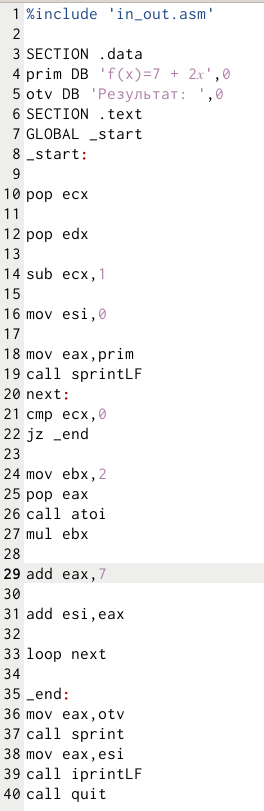 1 %include 'in_out.asm'
2
3 SECTION .data
4 prim DB 'f(x)=7 + 2𝑥',0
5 otv DB 'Результат: ',0
6 SECTION .text
7 GLOBAL _start
8 _start:
9
10 pop ecx
11
12 pop edx
13
14 sub ecx,1
15
16 mov esi,0
17
18 mov eax,prim
19 call sprintLF
20 next:
21 cmp ecx,0
22 jz _end
23
24 mov ebx,2
25 pop eax
26 call atoi
27 mul ebx
28
29 add eax,7
30
31 add esi,eax
32
33 loop next
34
35 _end:
36 mov eax,otv
37 call sprint
38 mov eax,esi
39 call iprintLF
40 call quit